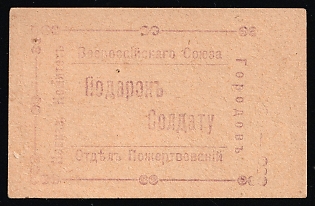 Всероссійскаго Союза
Городовъ
Подарокъ
Солдату
Отдѣлъ Пожертвованій